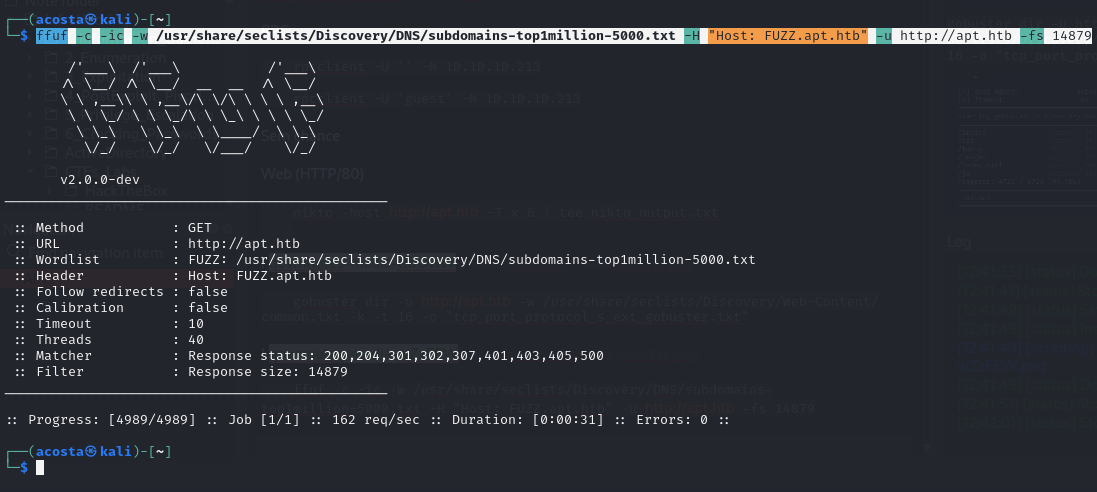 ┌──(acosta㉿kali)-[~]
└─$ ffuf -c -ic -w /usr/share/seclists/Discovery/DNS/subdomains-top1million-5000.txt -H "Host: FUZZ.apt.htb" -u http://apt.htb -fs 14879
v2.0.0-dev
:: Method : GET
:: URL : http://apt.htb
:: Wordlist : FUZZ: /usr/share/seclists/Discovery/DNS/subdomains-top1million-5000.txt
:: Header : Host: FUZZ.apt.htb
:: Follow redirects : false
:: Calibration : false
:: Timeout : 10
:: Threads : 40
:: Matcher : Response status: 200,204,301,302,307,401,403,405,500
:: Filter : Response size: 14879
:: Progress: [4989/4989] :: Job [1/1] :: 162 req/sec :: Duration: [0:00:31] :: Errors: 0 ::
┌──(acosta㉿kali)-[~]
└─$